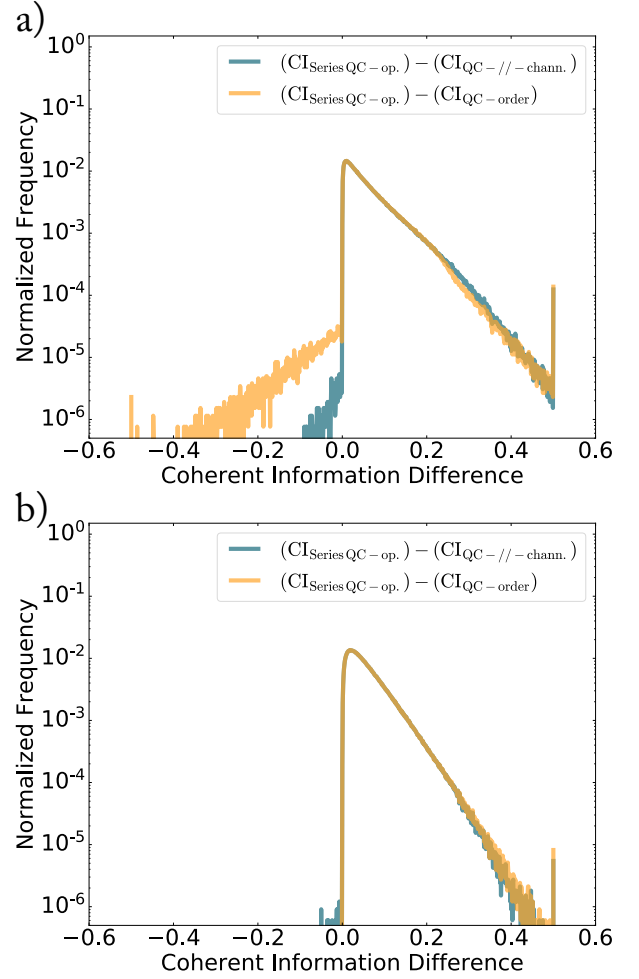 a)
10⁰
10⁻¹
10⁻²
10⁻³
10⁻⁴
10⁻⁵
10⁻⁶
Normalized Frequency
(CI_Series QC−op.) − (CI_QC−//−chann.)
(CI_Series QC−op.) − (CI_QC−order)
−0.6 −0.4 −0.2 0.0 0.2 0.4 0.6
Coherent Information Difference
b)
10⁰
10⁻¹
10⁻²
10⁻³
10⁻⁴
10⁻⁵
10⁻⁶
Normalized Frequency
(CI_Series QC−op.) − (CI_QC−//−chann.)
(CI_Series QC−op.) − (CI_QC−order)
−0.6 −0.4 −0.2 0.0 0.2 0.4 0.6
Coherent Information Difference